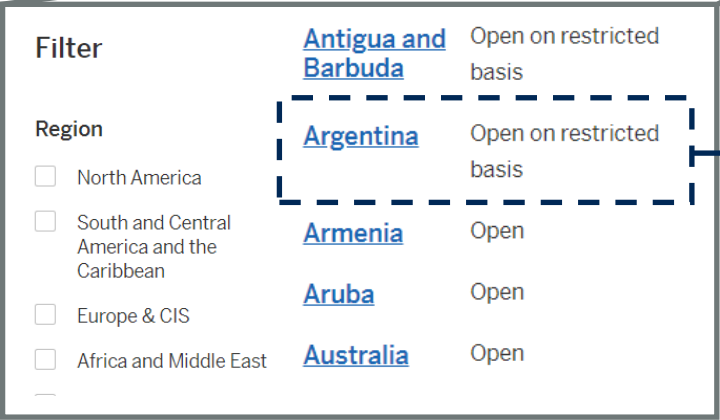 Filter
Region
North America
South and Central
America and the
Caribbean
Europe & CIS
Africa and Middle East
Antigua and
Barbuda
Open on restricted
basis
Argentina
Open on restricted
basis
Armenia
Open
Aruba
Open
Australia
Open